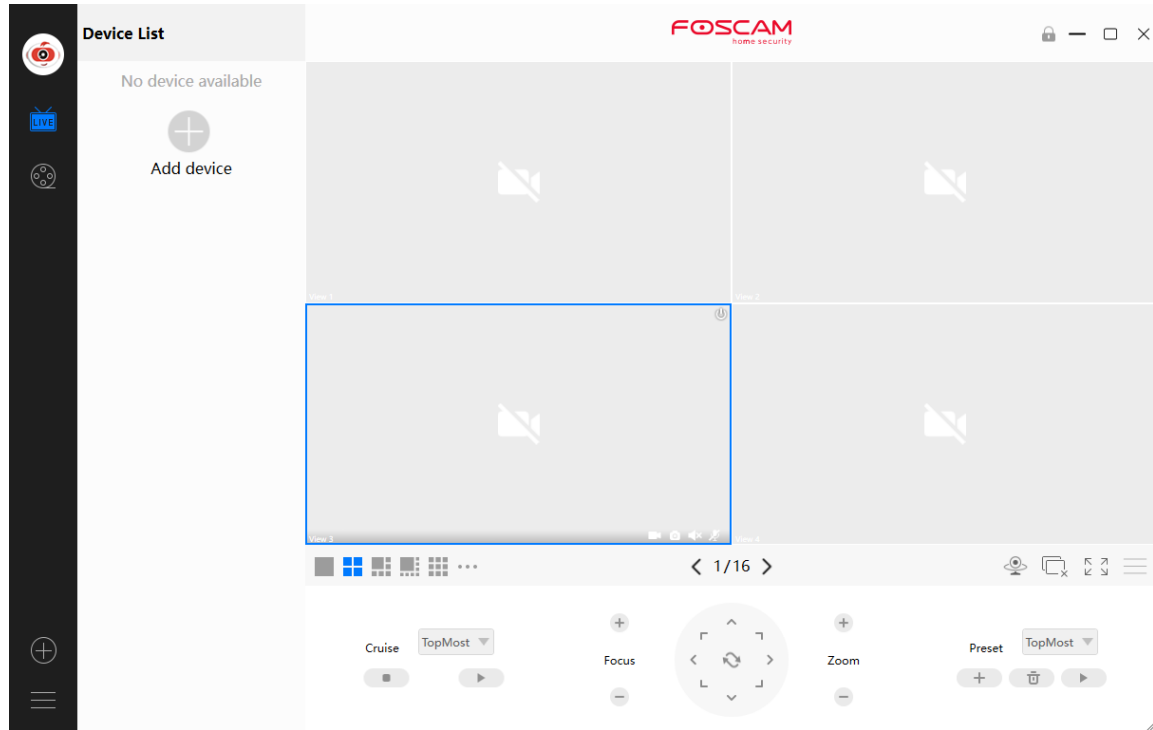 Device List
FOSCAM
home security
No device available
LIVE
Add device
View 1
View 2
View 3
View 4
1/16
Cruise
TopMost
Focus
Zoom
Preset
TopMost